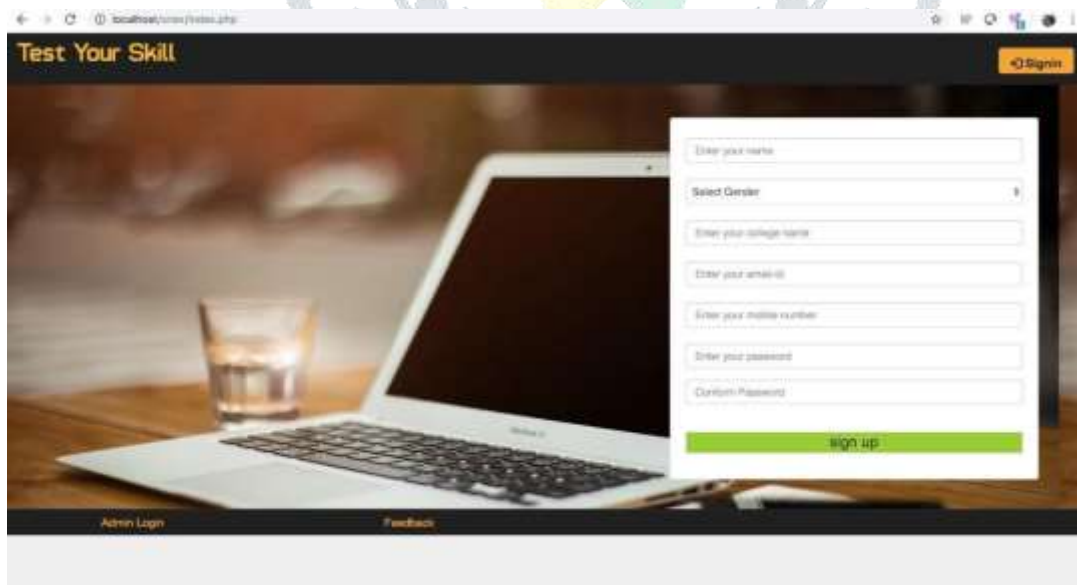 Test Your Skill
Signin
Enter your name
Select Gender
Enter your college name
Enter your email-id
Enter your mobile number
Enter your password
Conform Password
sign up
Admin Login
Feedback